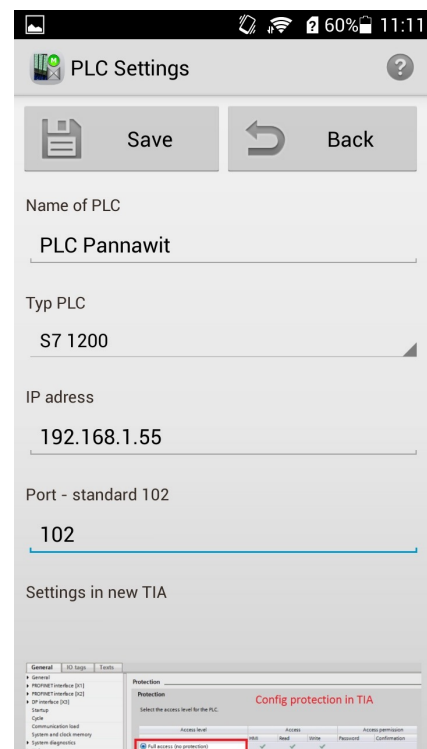 60% 11:11
PLC Settings
Save Back
Name of PLC
PLC Pannawit
Typ PLC
S7 1200
IP adress
192.168.1.55
Port - standard 102
102
Settings in new TIA
General IO tags Texts
General
PROFINET interface [X1]
PROFINET interface [X2]
DP interface [X3]
Startup
Cycle
Communication load
System and clock memory
System diagnostics
Protection
Protection
Config protection in TIA
Select the access level for the PLC.
Access level Access Access permission
HMI Read Write Password Confirmation
Full access (no protection)